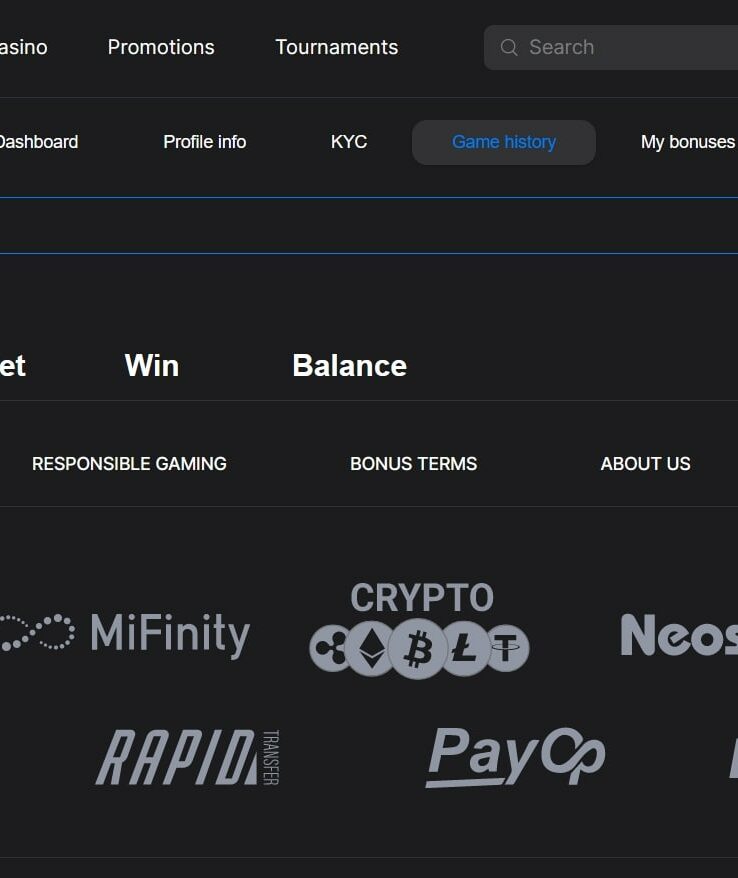 asino Promotions Tournaments Search
Dashboard Profile info KYC Game history My bonuses
et Win Balance
RESPONSIBLE GAMING BONUS TERMS ABOUT US
CRYPTO
MiFinity Neos
RAPID TRANSFER PayOp